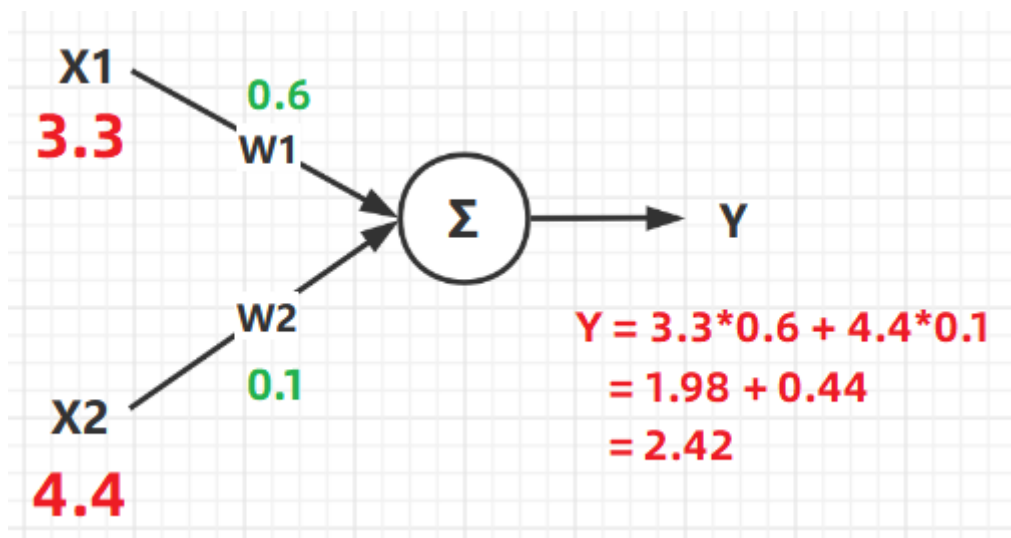 X1
3.3
0.6
W1
Σ
Y
W2
0.1
X2
4.4
Y = 3.3*0.6 + 4.4*0.1
= 1.98 + 0.44
= 2.42